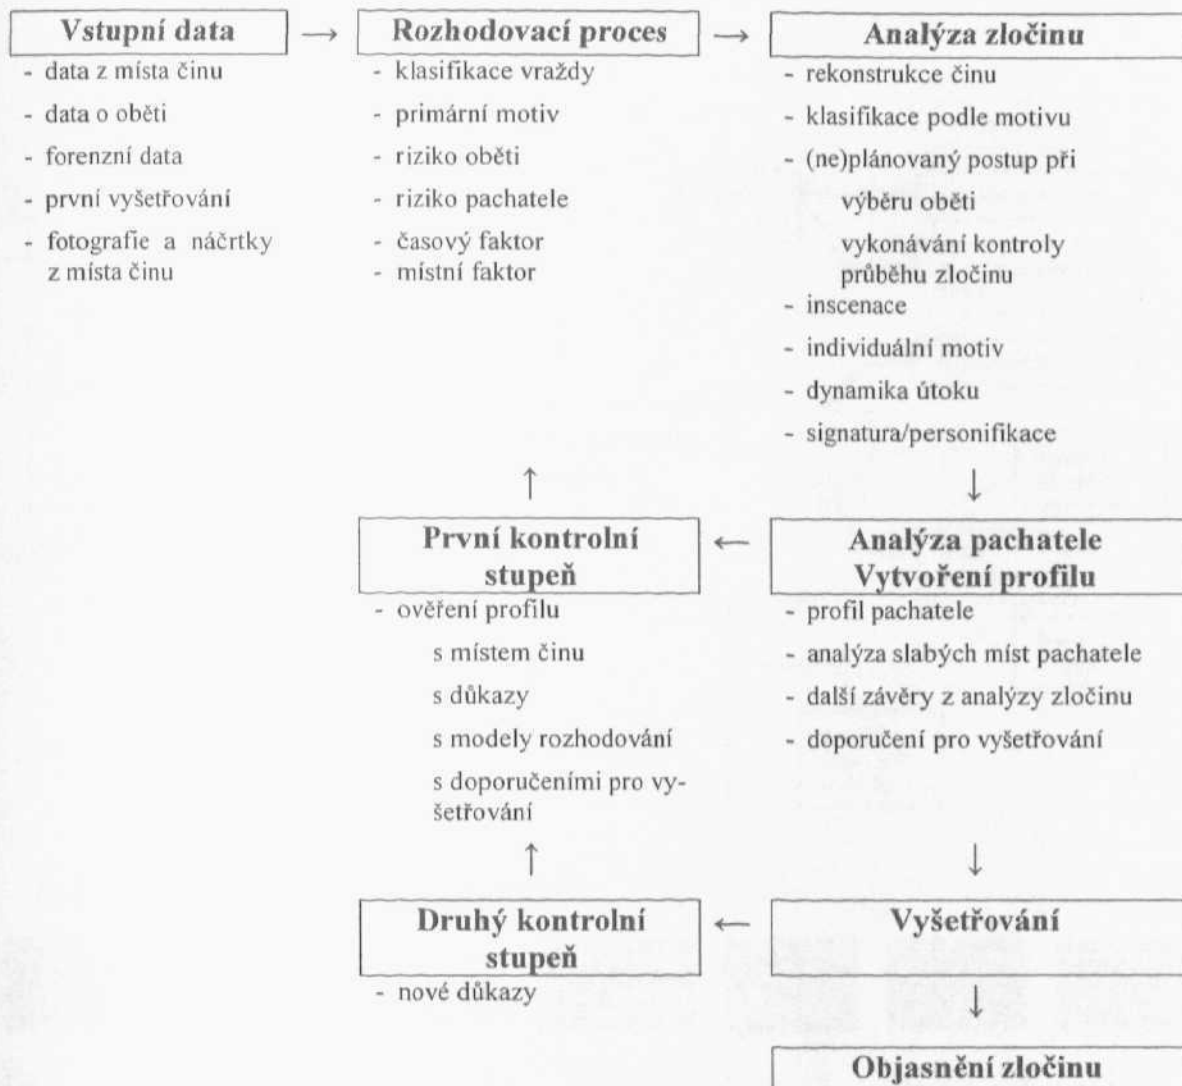 Vstupní data → Rozhodovací proces → Analýza zločinu
- data z místa činu
- data o oběti
- forenzní data
- první vyšetřování
- fotografie a náčrtky
z místa činu
- klasifikace vraždy
- primární motiv
- riziko oběti
- riziko pachatele
- časový faktor
- místní faktor
- rekonstrukce činu
- klasifikace podle motivu
- (ne)plánovaný postup při
výběru oběti
vykonávání kontroly
průběhu zločinu
- inscenace
- individuální motiv
- dynamika útoku
- signatura/personifikace
↑
↓
První kontrolní
stupeň
←
Analýza pachatele
Vytvoření profilu
- ověření profilu
s místem činu
s důkazy
s modely rozhodování
s doporučeními pro vy-
šetřování
- profil pachatele
- analýza slabých míst pachatele
- další závěry z analýzy zločinu
- doporučení pro vyšetřování
↑
↓
Druhý kontrolní
stupeň
←
Vyšetřování
- nové důkazy
↓
Objasnění zločinu